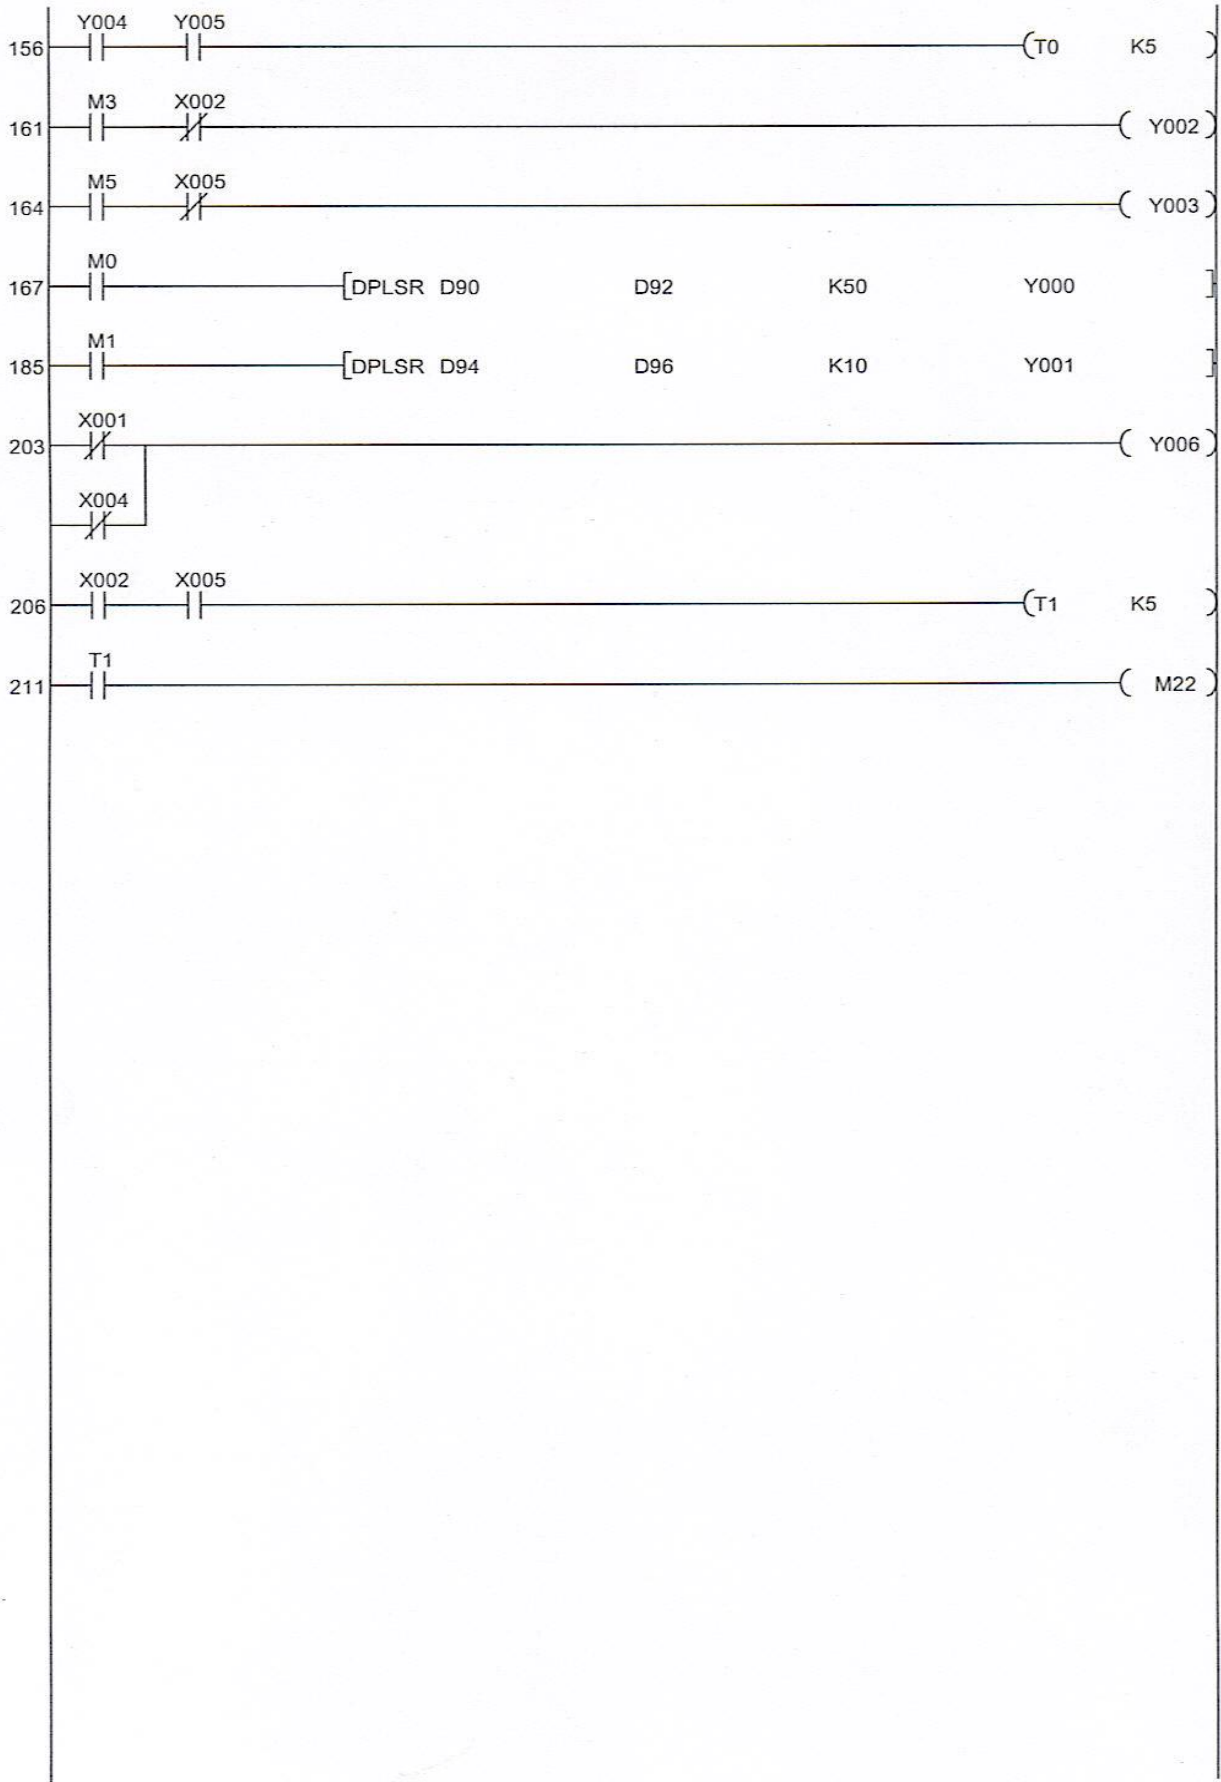 Y004 Y005
156 (T0 K5 )
M3 X002
161 ( Y002 )
M5 X005
164 ( Y003 )
M0
167 [DPLSR D90 D92 K50 Y000 ]
M1
185 [DPLSR D94 D96 K10 Y001 ]
X001
203 ( Y006 )
X004
X002 X005
206 (T1 K5 )
T1
211 ( M22 )